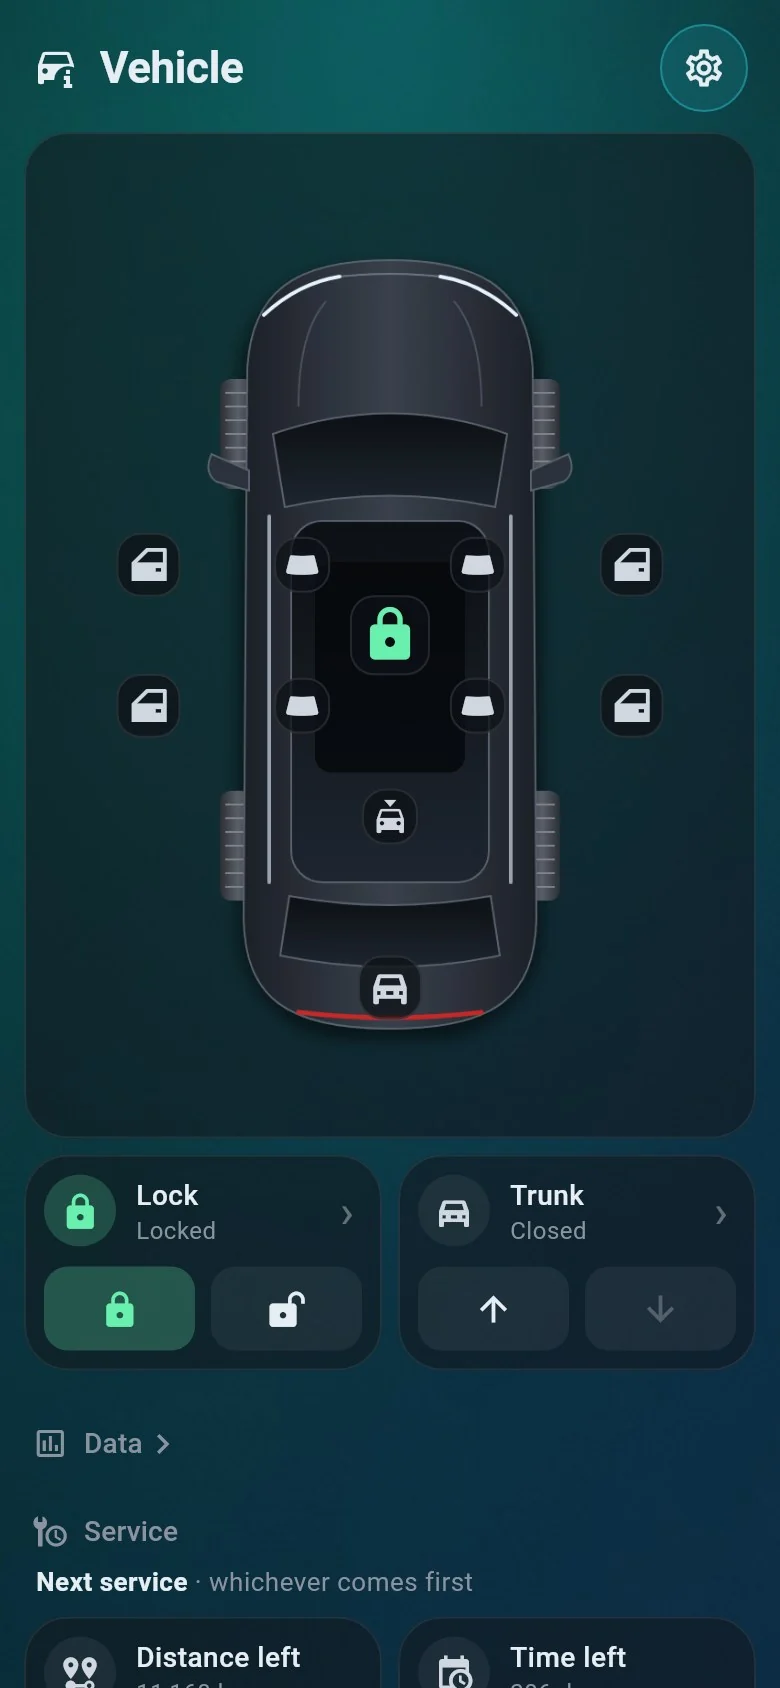 Vehicle
Lock
Locked
Trunk
Closed
Data
Service
Next service · whichever comes first
Distance left
Time left